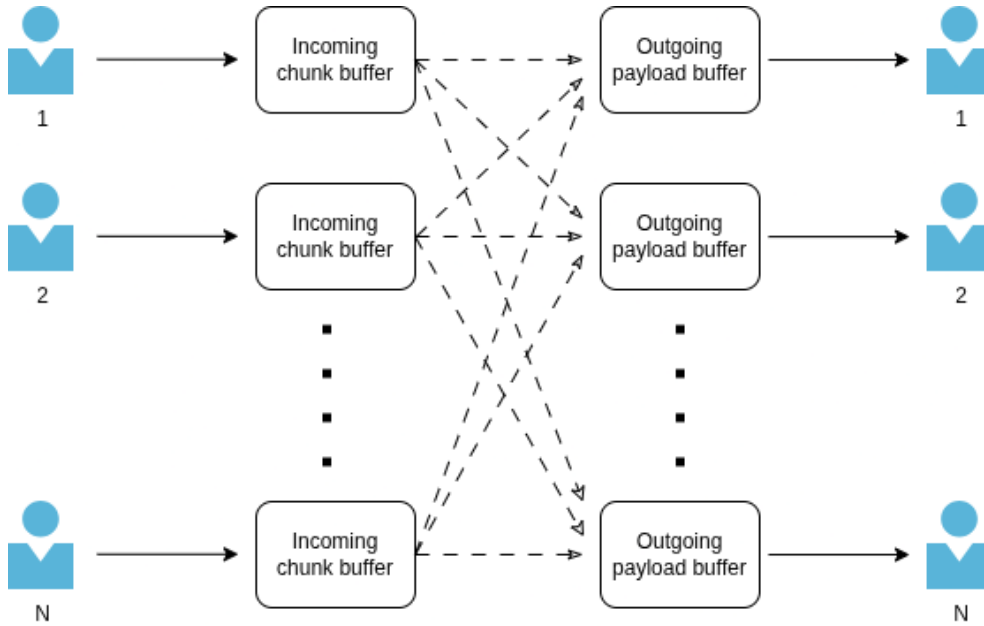 Incoming
chunk buffer
Outgoing
payload buffer
1
1
Incoming
chunk buffer
Outgoing
payload buffer
2
2
Incoming
chunk buffer
Outgoing
payload buffer
N
N